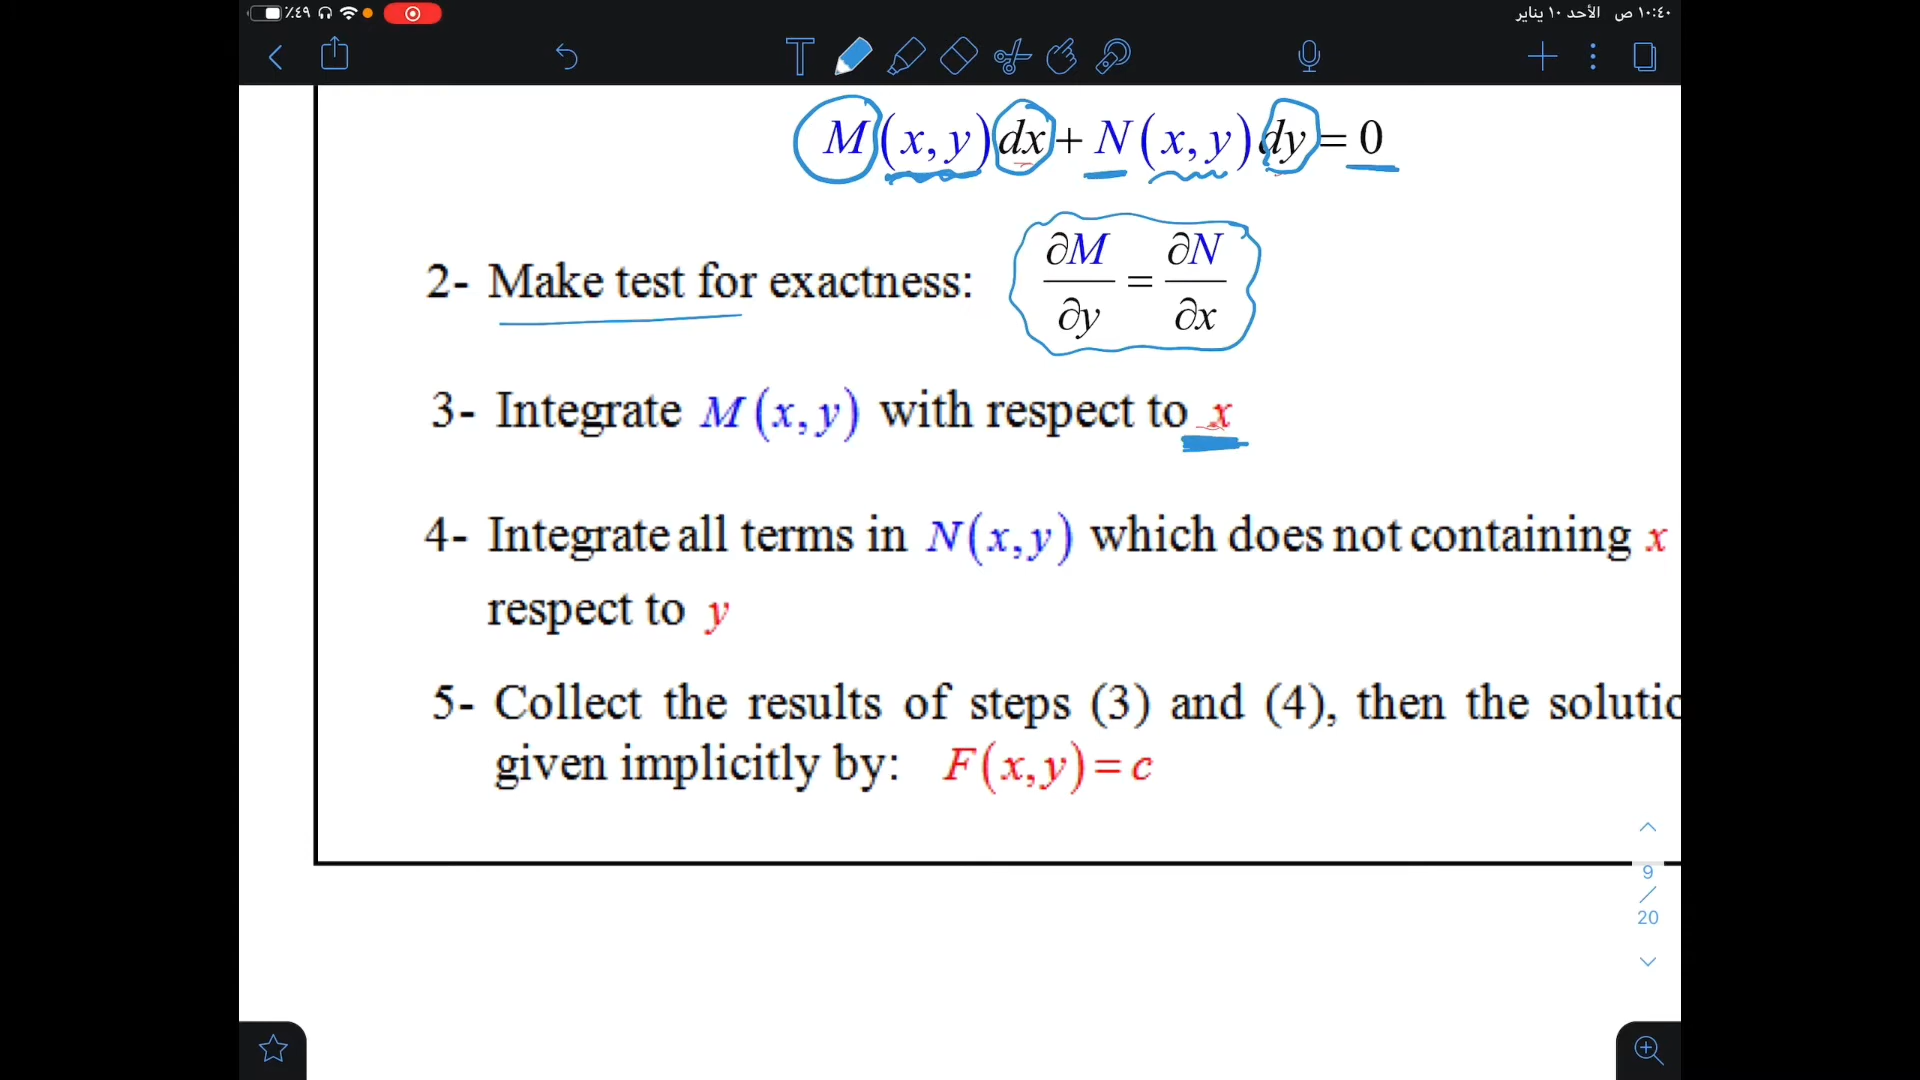 ٪٤٩
١٠:٤٠ ص الأحد ١٠ يناير
T
M(x,y)dx+N(x,y)dy=0
2- Make test for exactness: ∂M/∂y = ∂N/∂x
3- Integrate M(x,y) with respect to x
4- Integrate all terms in N(x,y) which does not containing x
respect to y
5- Collect the results of steps (3) and (4), then the solutio
given implicitly by: F(x,y)=c
9
/
20